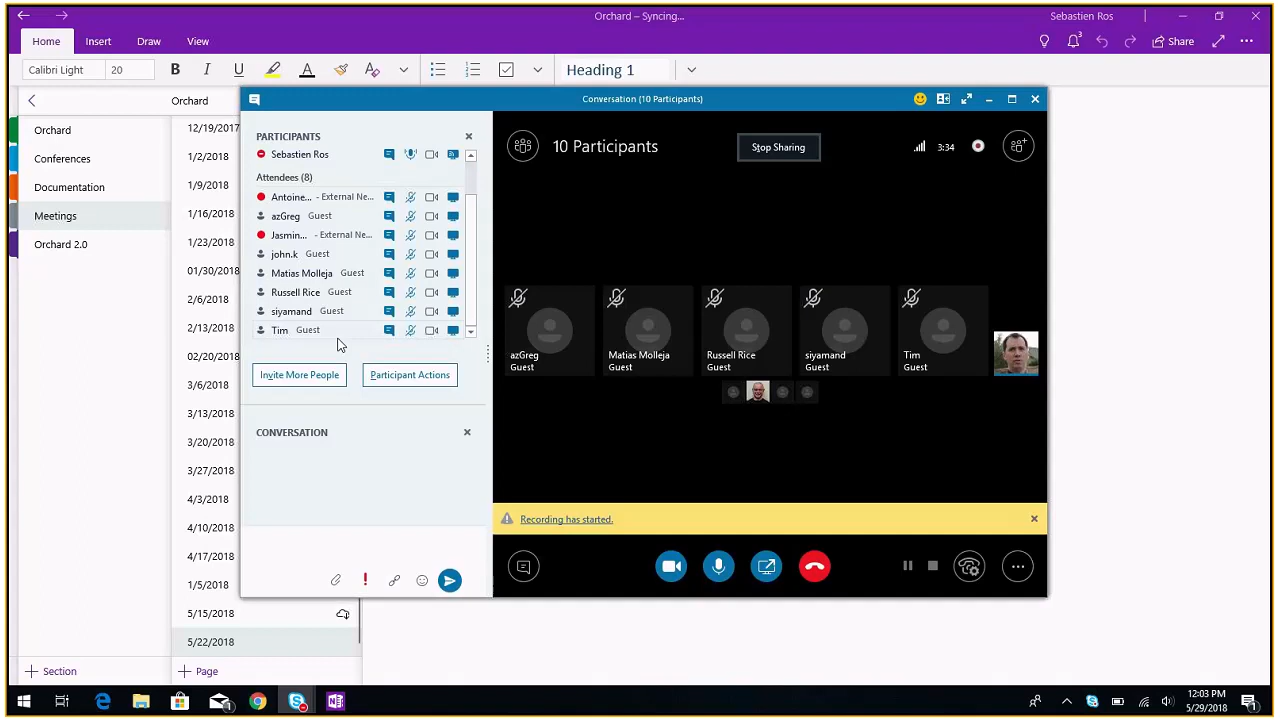 Orchard – Syncing...
Sebastien Ros
Home
Insert
Draw
View
3
Share
Calibri Light
20
B
I
U
A
A
Heading 1
Orchard
Orchard
Conferences
Documentation
Meetings
Orchard 2.0
Section
12/19/2017
1/2/2018
1/9/2018
1/16/2018
1/23/2018
01/30/2018
2/6/2018
2/13/2018
02/20/2018
3/6/2018
3/13/2018
3/20/2018
3/27/2018
4/3/2018
4/10/2018
4/17/2018
1/5/2018
5/15/2018
5/22/2018
Page
Conversation (10 Participants)
PARTICIPANTS
Sebastien Ros
Attendees (8)
Antoine... - External Ne...
azGreg Guest
Jasmin... - External Ne...
john.k Guest
Matias Molleja Guest
Russell Rice Guest
siyamand Guest
Tim Guest
Invite More People
Participant Actions
CONVERSATION
10 Participants
Stop Sharing
3:34
azGreg
Guest
Matias Molleja
Guest
Russell Rice
Guest
siyamand
Guest
Tim
Guest
Recording has started.
12:03 PM
5/29/2018